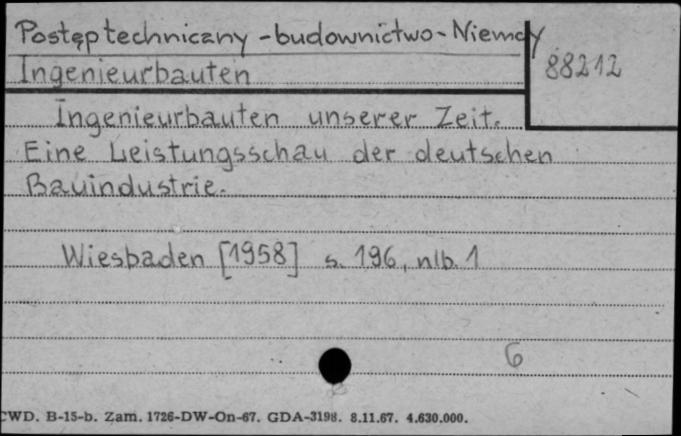 Postęp techniczny - budownictwo - Niemcy
88212
Ingenieurbauten
Ingenieurbauten unserer Zeit.
Eine Leistungsschau der deutschen
Bauindustrie.
Wiesbaden [1958] s. 196, nlb. 1
6
CWD. B-15-b. Zam. 1726-DW-On-67. GDA-3198. 8.11.67. 4.630.000.